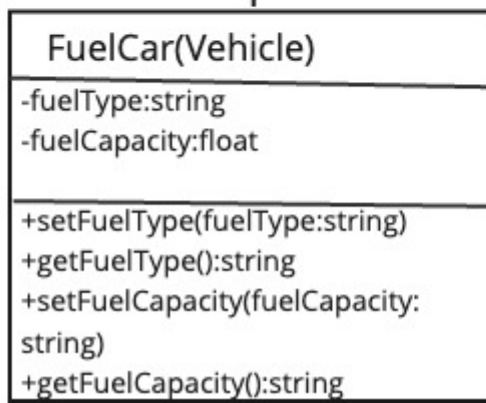 FuelCar(Vehicle)
-fuelType:string
-fuelCapacity:float
+setFuelType(fuelType:string)
+getFuelType():string
+setFuelCapacity(fuelCapacity:
string)
+getFuelCapacity():string